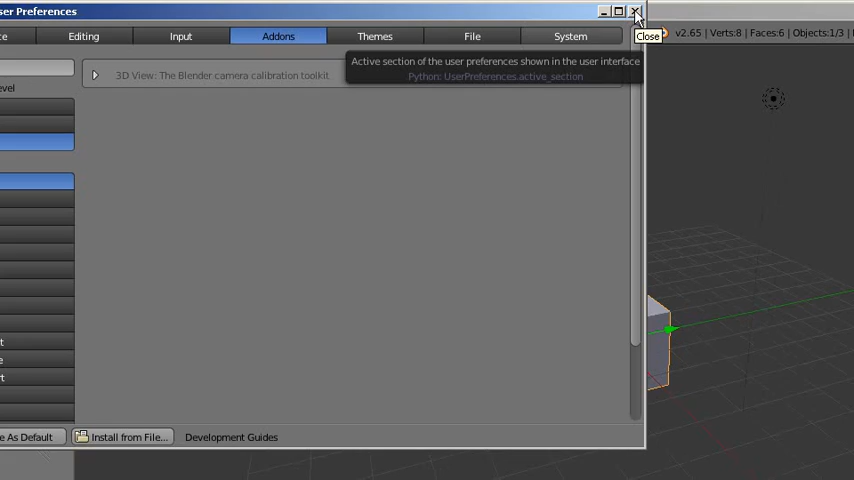 ser Preferences
Close
v2.65 | Verts:8 | Faces:6 | Objects:1/3 |
ce
Editing
Input
Addons
Themes
File
System
Active section of the user preferences shown in the user interface
Python: UserPreferences.active_section
3D View: The Blender camera calibration toolkit
evel
t
e
rt
e As Default
Install from File...
Development Guides